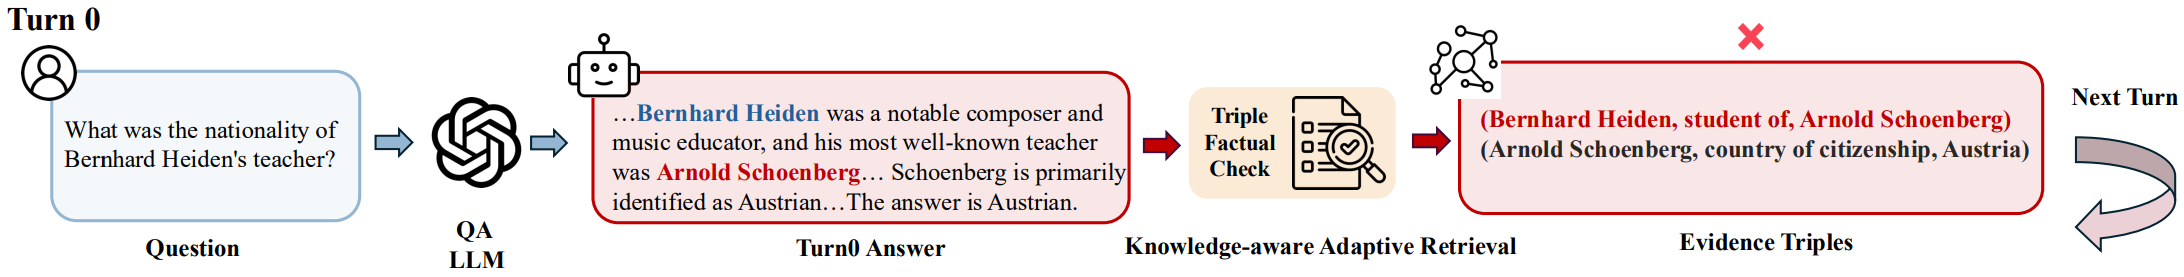 Turn 0
What was the nationality of
Bernhard Heiden's teacher?
Question
QA
LLM
…Bernhard Heiden was a notable composer and
music educator, and his most well-known teacher
was Arnold Schoenberg… Schoenberg is primarily
identified as Austrian…The answer is Austrian.
Turn0 Answer
Triple
Factual
Check
Knowledge-aware Adaptive Retrieval
(Bernhard Heiden, student of, Arnold Schoenberg)
(Arnold Schoenberg, country of citizenship, Austria)
Evidence Triples
Next Turn